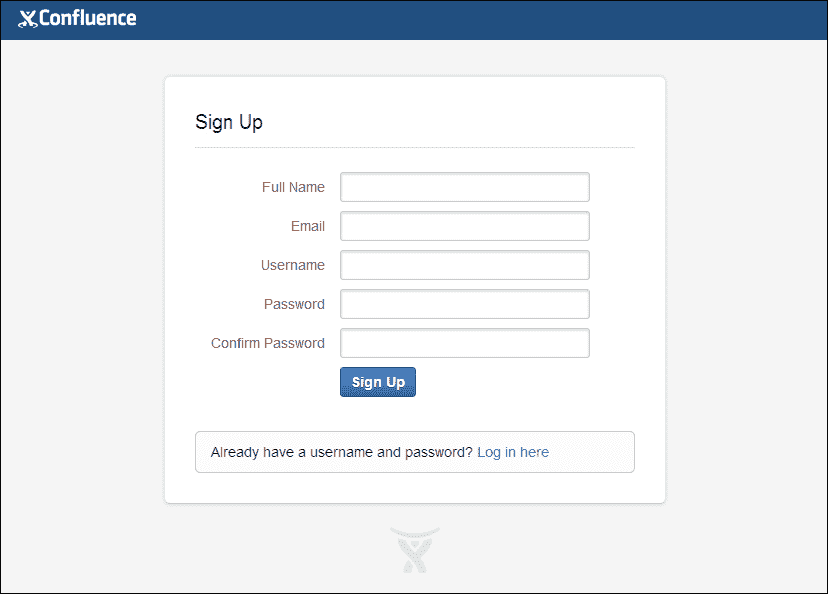 Confluence
Sign Up
Full Name
Email
Username
Password
Confirm Password
Sign Up
Already have a username and password? Log in here